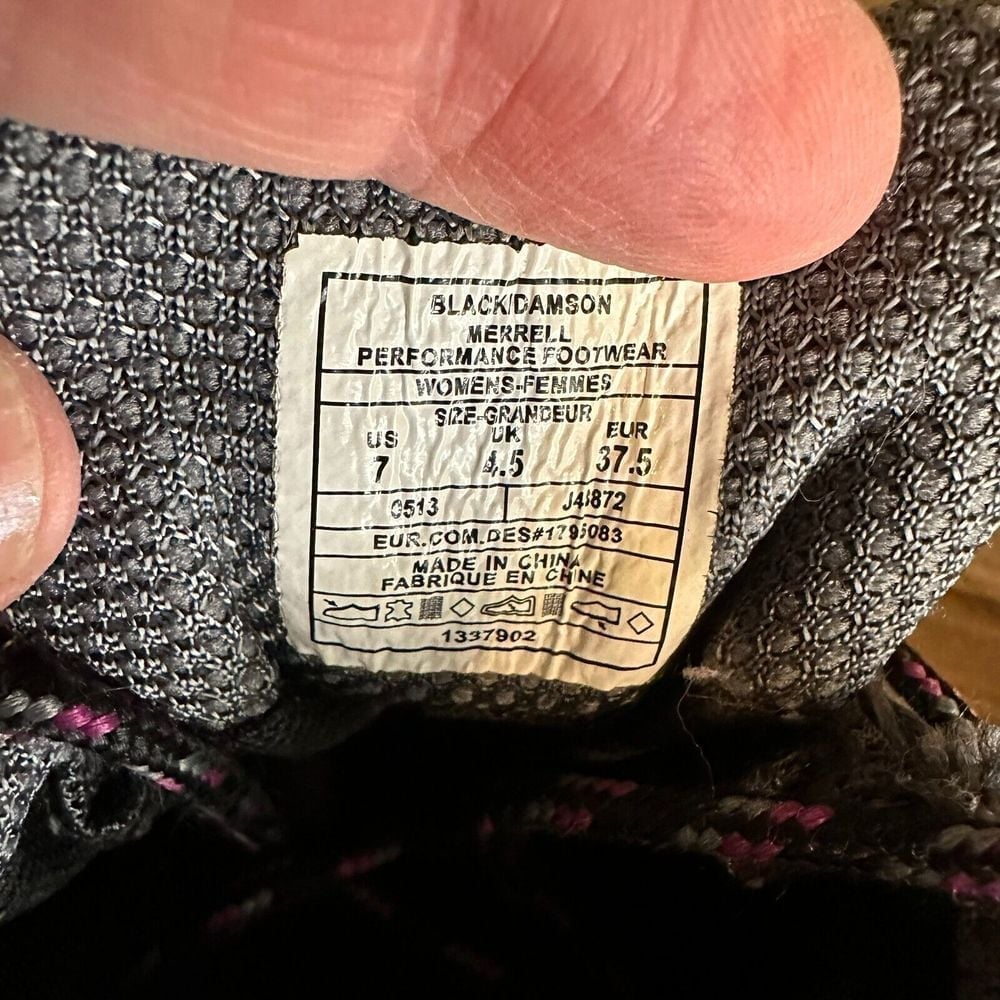 BLACK/DAMSON
MERRELL
PERFORMANCE FOOTWEAR
WOMENS-FEMMES
SIZE-GRANDEUR
US UK EUR
7 4.5 37.5
0513
EUR.COM.DES#1795083
MADE IN CHINA
FABRIQUE EN CHINE
1337902